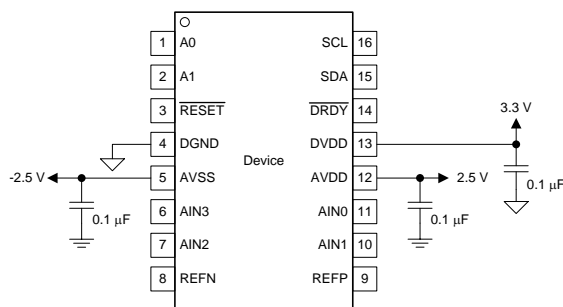 1 A0 SCL 16
2 A1 SDA 15
3 RESET DRDY 14
3.3 V
4 DGND DVDD 13
Device
-2.5 V 5 AVSS AVDD 12 2.5 V
0.1 μF
6 AIN3 AIN0 11
0.1 μF 0.1 μF
7 AIN2 AIN1 10
8 REFN REFP 9